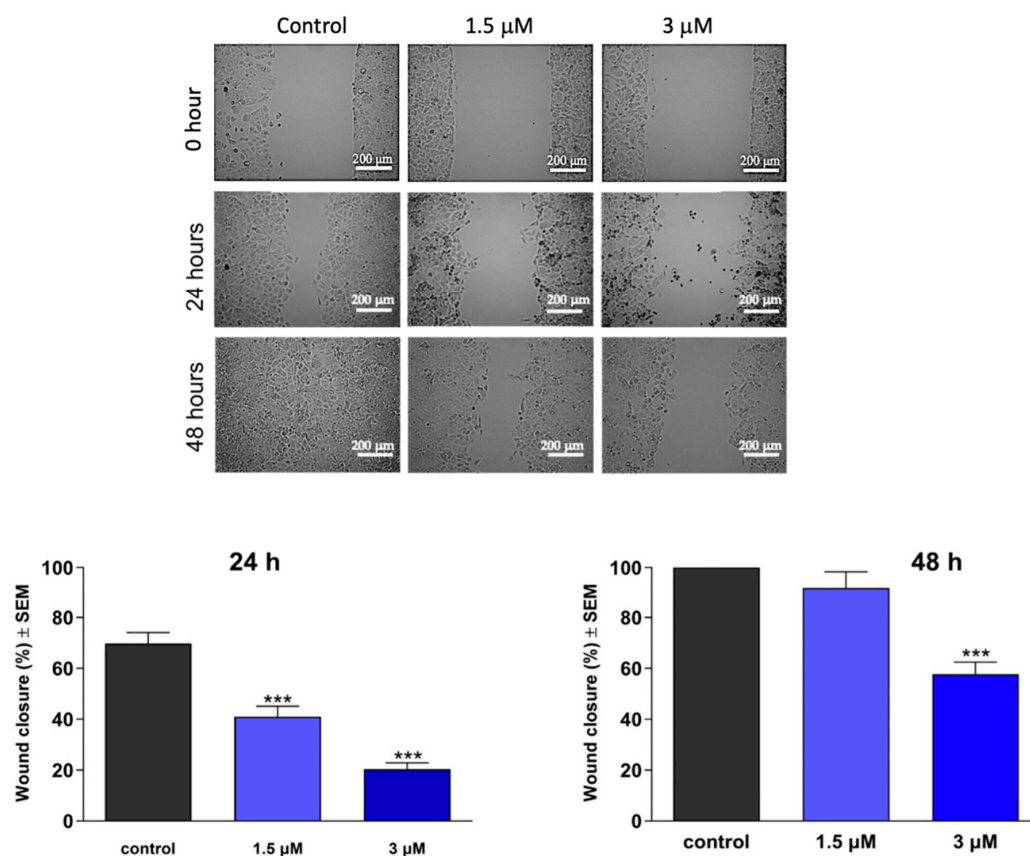 Control 1.5 μM 3 μM
0 hour
200 μm 200 μm 200 μm
24 hours
200 μm 200 μm 200 μm
48 hours
200 μm 200 μm 200 μm
24 h
Wound closure (%) ± SEM
100
80
60
40
20
0
***
***
control 1.5 μM 3 μM
48 h
Wound closure (%) ± SEM
100
80
60
40
20
0
***
control 1.5 μM 3 μM